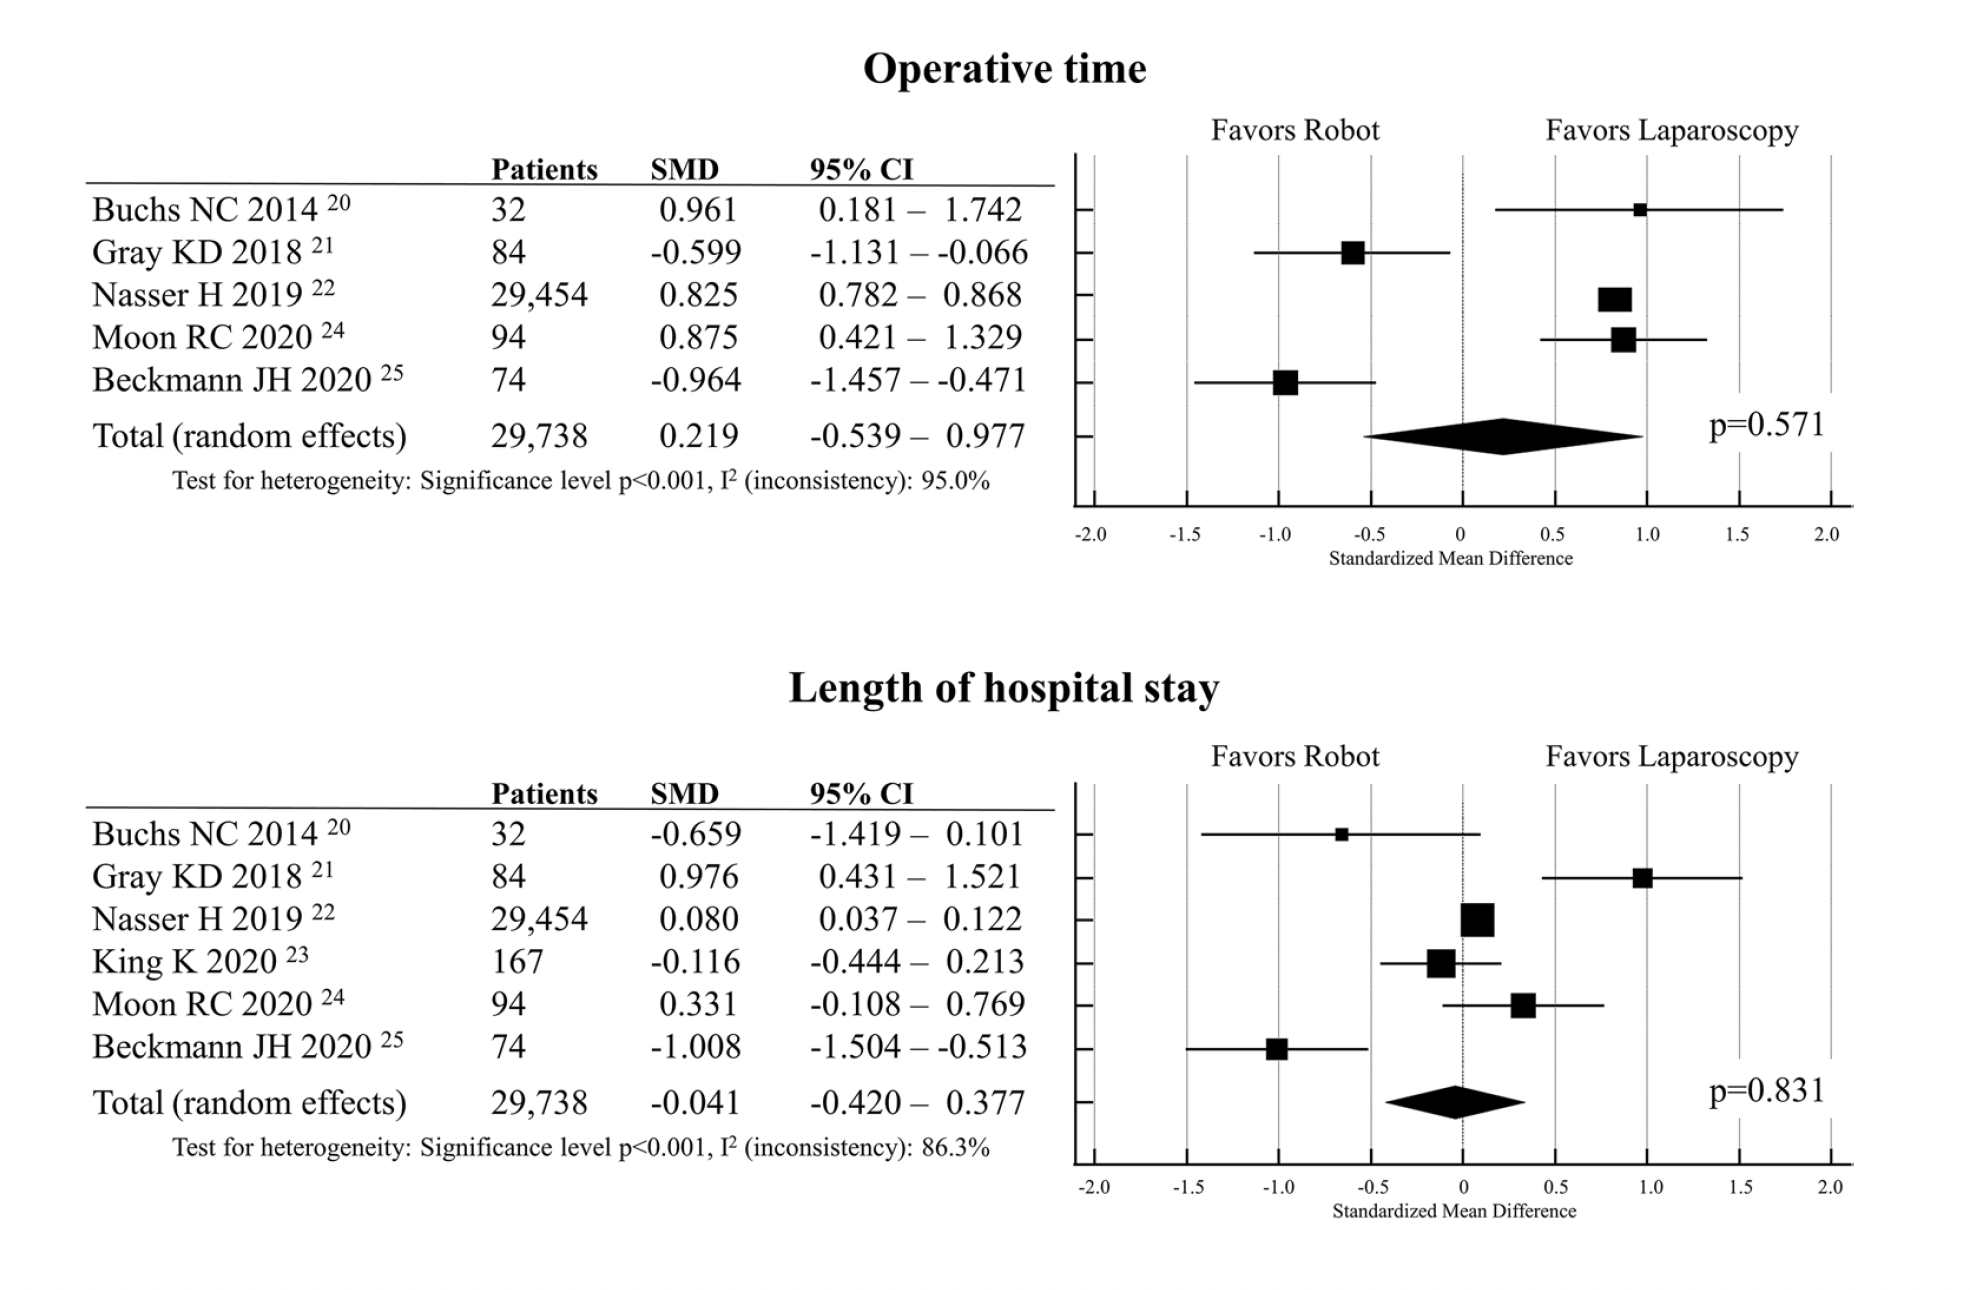 Operative time
Favors Robot Favors Laparoscopy
Patients SMD 95% CI
Buchs NC 2014 20 32 0.961 0.181 – 1.742
Gray KD 2018 21 84 -0.599 -1.131 – -0.066
Nasser H 2019 22 29,454 0.825 0.782 – 0.868
Moon RC 2020 24 94 0.875 0.421 – 1.329
Beckmann JH 2020 25 74 -0.964 -1.457 – -0.471
Total (random effects) 29,738 0.219 -0.539 – 0.977 p=0.571
Test for heterogeneity: Significance level p<0.001, I2 (inconsistency): 95.0%
-2.0 -1.5 -1.0 -0.5 0 0.5 1.0 1.5 2.0
Standardized Mean Difference
Length of hospital stay
Favors Robot Favors Laparoscopy
Patients SMD 95% CI
Buchs NC 2014 20 32 -0.659 -1.419 – 0.101
Gray KD 2018 21 84 0.976 0.431 – 1.521
Nasser H 2019 22 29,454 0.080 0.037 – 0.122
King K 2020 23 167 -0.116 -0.444 – 0.213
Moon RC 2020 24 94 0.331 -0.108 – 0.769
Beckmann JH 2020 25 74 -1.008 -1.504 – -0.513
Total (random effects) 29,738 -0.041 -0.420 – 0.377 p=0.831
Test for heterogeneity: Significance level p<0.001, I2 (inconsistency): 86.3%
-2.0 -1.5 -1.0 -0.5 0 0.5 1.0 1.5 2.0
Standardized Mean Difference